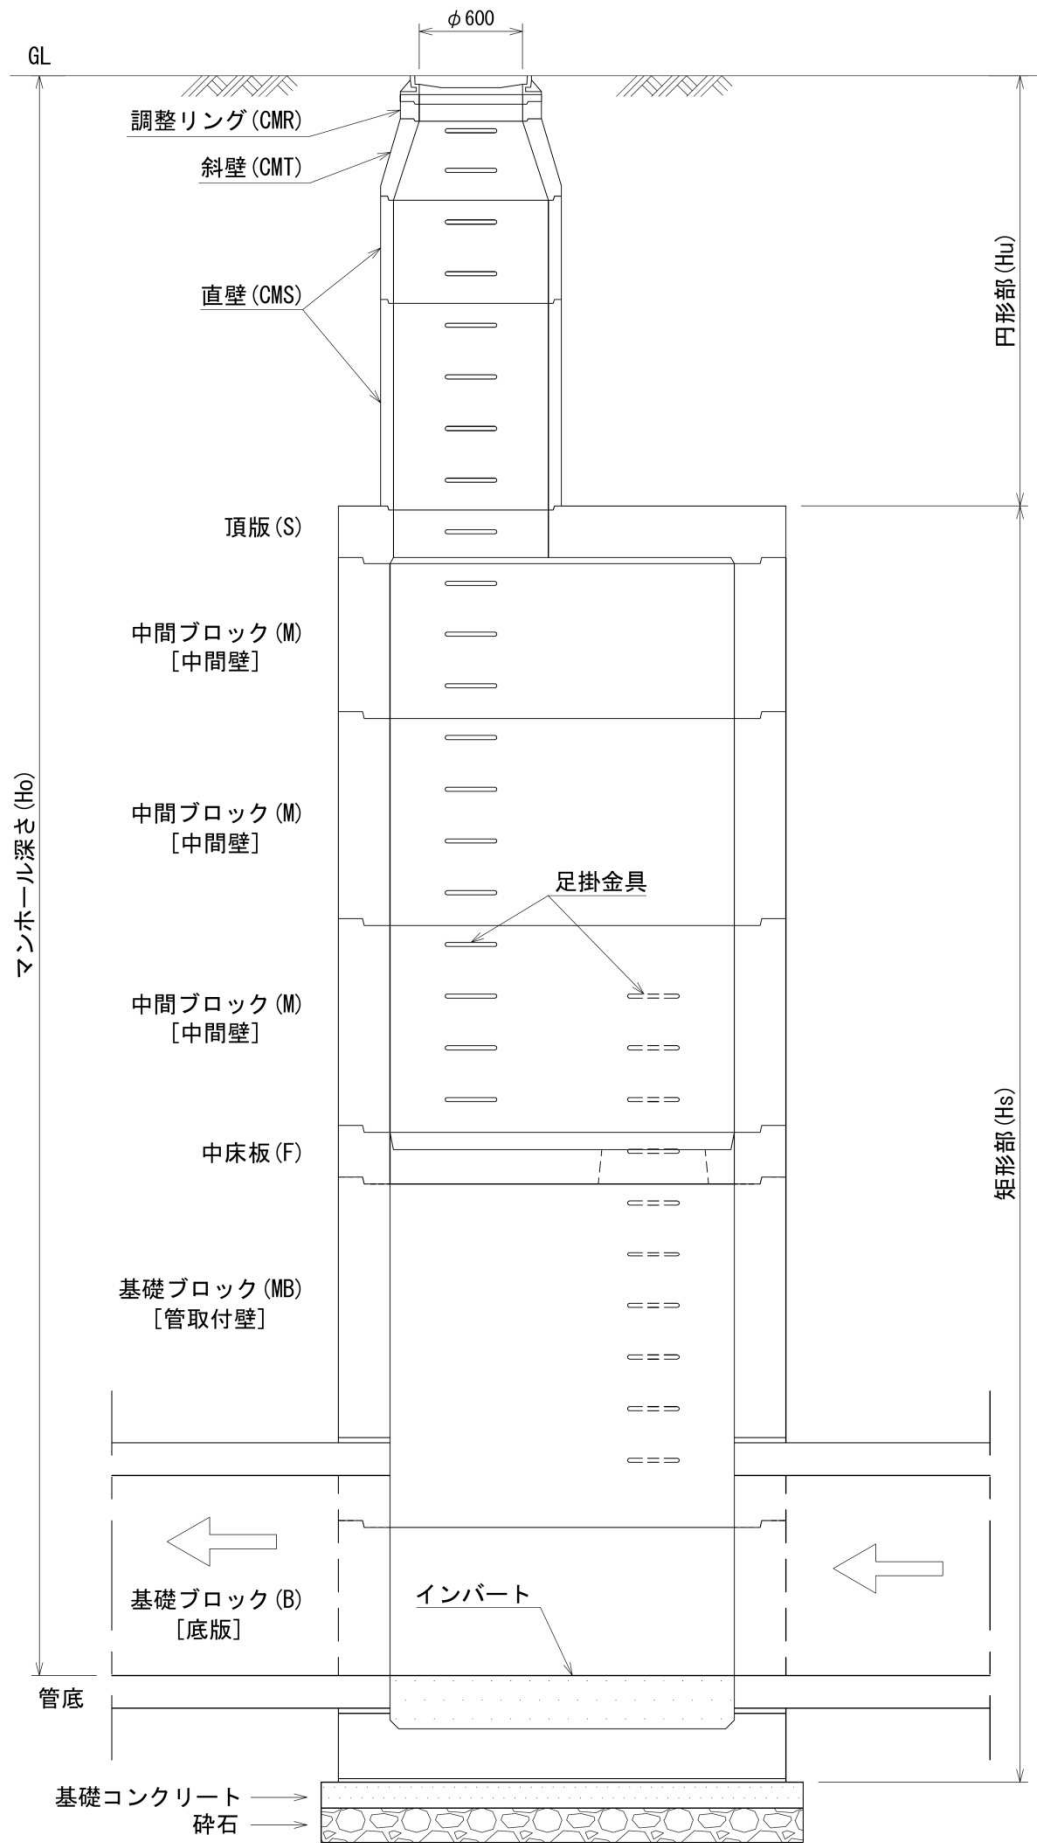 φ600
GL
調整リング(CMR)
斜壁(CMT)
直壁(CMS)
円形部(Hu)
頂版(S)
中間ブロック(M)
[中間壁]
マンホール深さ(Ho)
中間ブロック(M)
[中間壁]
足掛金具
中間ブロック(M)
[中間壁]
中床板(F)
矩形部(Hs)
基礎ブロック(MB)
[管取付壁]
基礎ブロック(B)
[底版]
インバート
管底
基礎コンクリート
砕石